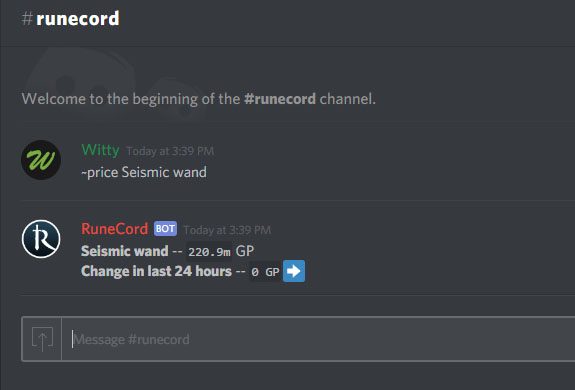 #runecord
Welcome to the beginning of the #runecord channel.
Witty Today at 3:39 PM
~price Seismic wand
RuneCord BOT Today at 3:39 PM
Seismic wand -- 220.9m GP
Change in last 24 hours -- 0 GP ➡
Message #runecord